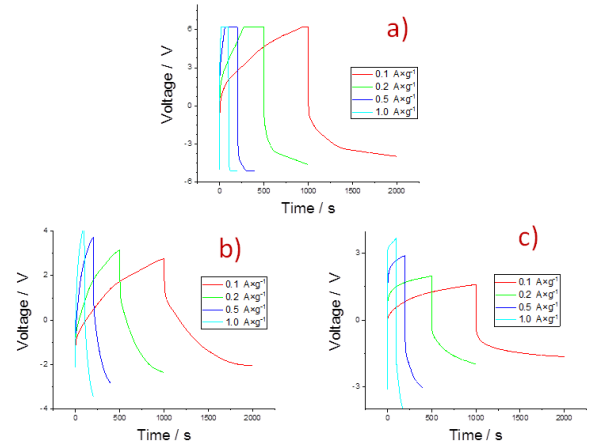 a)
Voltage / V
6
3
0
-3
-6
0.1 A×g-1
0.2 A×g-1
0.5 A×g-1
1.0 A×g-1
0 500 1000 1500 2000
Time / s
b)
Voltage / V
4
2
0
-2
-4
0.1 A×g-1
0.2 A×g-1
0.5 A×g-1
1.0 A×g-1
0 500 1000 1500 2000
Time / s
c)
Voltage / V
3
0
-3
0.1 A×g-1
0.2 A×g-1
0.5 A×g-1
1.0 A×g-1
0 500 1000 1500 2000
Time / s